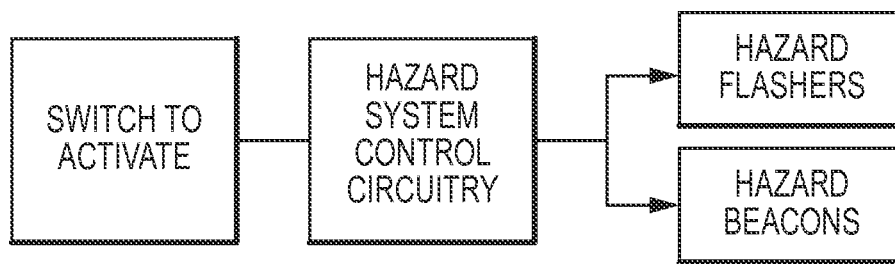 SWITCH TO
ACTIVATE
HAZARD
SYSTEM
CONTROL
CIRCUITRY
HAZARD
FLASHERS
HAZARD
BEACONS